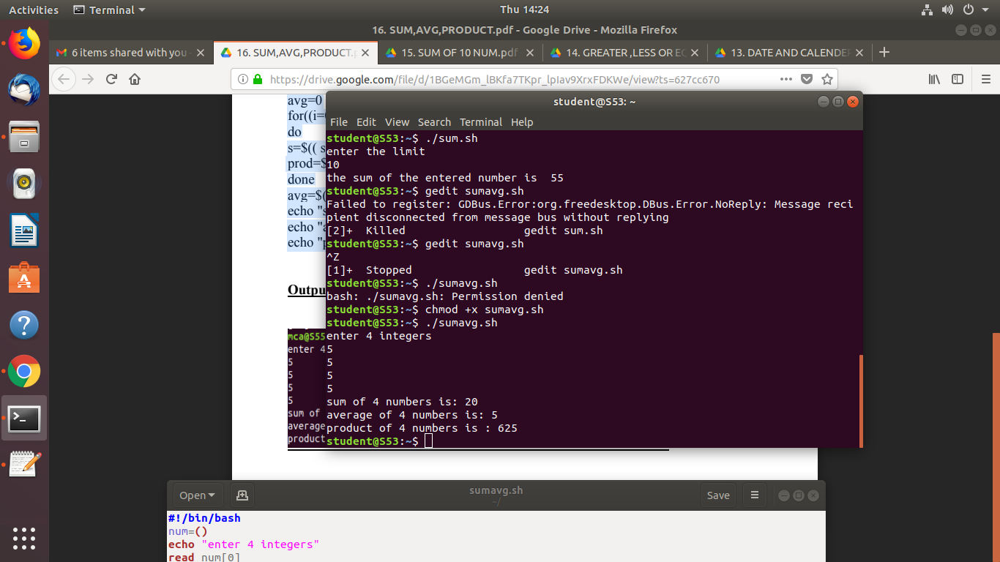 Activities Terminal Thu 14:24
16. SUM,AVG,PRODUCT.pdf - Google Drive - Mozilla Firefox
6 items shared with you - 16. SUM,AVG,PRODUCT.p 15. SUM OF 10 NUM.pdf 14. GREATER ,LESS OR EQ 13. DATE AND CALENDER
https://drive.google.com/file/d/1BGeMGm_lBKfa7TKpr_lpIav9XrxFDKWe/view?ts=627cc670
avg=0
for((i=
do
s=$(( s
prod=$
done
avg=$(
echo "s
echo "a
echo "p
Outpu
mca@S55
enter 4
5
5
5
5
sum of
average
product
student@S53: ~
File Edit View Search Terminal Help
student@S53:~$ ./sum.sh
enter the limit
10
the sum of the entered number is  55
student@S53:~$ gedit sumavg.sh
Failed to register: GDBus.Error:org.freedesktop.DBus.Error.NoReply: Message reci
pient disconnected from message bus without replying
[2]+  Killed                  gedit sum.sh
student@S53:~$ gedit sumavg.sh
^Z
[1]+  Stopped                 gedit sumavg.sh
student@S53:~$ ./sumavg.sh
bash: ./sumavg.sh: Permission denied
student@S53:~$ chmod +x sumavg.sh
student@S53:~$ ./sumavg.sh
enter 4 integers
5
5
5
5
sum of 4 numbers is: 20
average of 4 numbers is: 5
product of 4 numbers is : 625
student@S53:~$
Open sumavg.sh Save
~/
#!/bin/bash
num=()
echo "enter 4 integers"
read num[0]